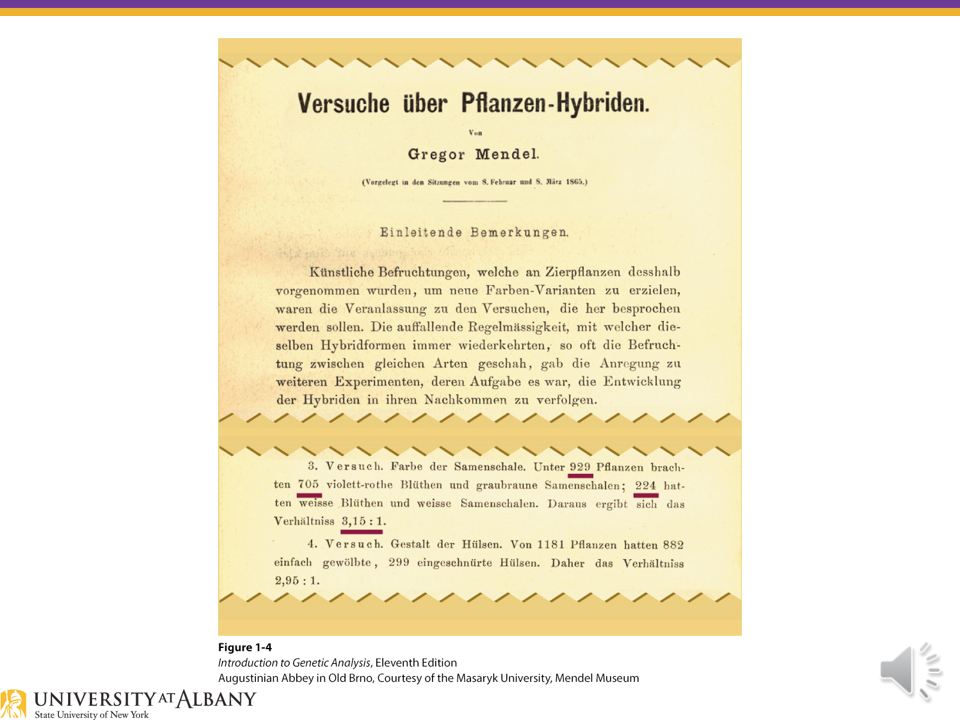 Versuche über Pflanzen-Hybriden.
Von
Gregor Mendel.
(Vorgelegt in den Sitzungen vom 8. Februar und 8. März 1865.)
Einleitende Bemerkungen.
Künstliche Befruchtungen, welche an Zierpflanzen desshalb
vorgenommen wurden, um neue Farben-Varianten zu erzielen,
waren die Veranlassung zu den Versuchen, die her besprochen
werden sollen. Die auffallende Regelmässigkeit, mit welcher die-
selben Hybridformen immer wiederkehrten, so oft die Befruch-
tung zwischen gleichen Arten geschah, gab die Anregung zu
weiteren Experimenten, deren Aufgabe es war, die Entwicklung
der Hybriden in ihren Nachkommen zu verfolgen.
3. Versuch. Farbe der Samenschale. Unter 929 Pflanzen brach-
ten 705 violett-rothe Blüthen und graubraune Samenschalen; 224 hat-
ten weisse Blüthen und weisse Samenschalen. Daraus ergibt sich das
Verhältniss 3,15 : 1.
4. Versuch. Gestalt der Hülsen. Von 1181 Pflanzen hatten 882
einfach gewölbte, 299 eingeschnürte Hülsen. Daher das Verhältniss
2,95 : 1.
Figure 1-4
Introduction to Genetic Analysis, Eleventh Edition
Augustinian Abbey in Old Brno, Courtesy of the Masaryk University, Mendel Museum
UNIVERSITY AT ALBANY
State University of New York